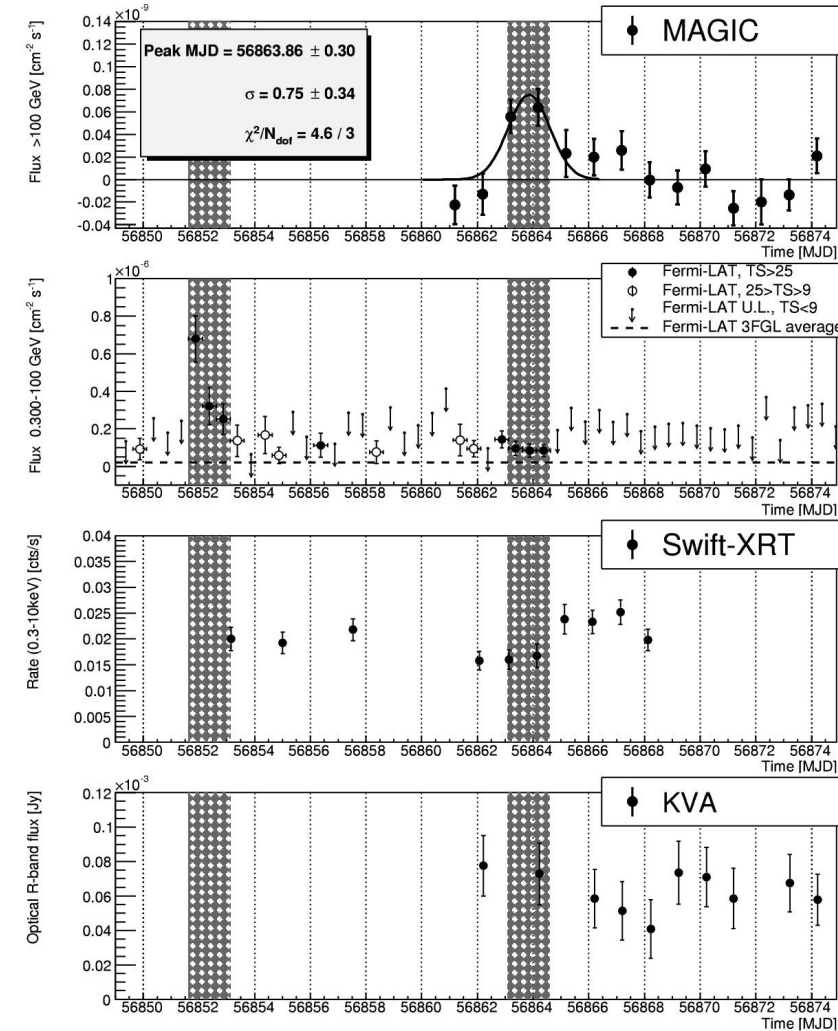 ×10⁻⁹
Flux >100 GeV [cm⁻² s⁻¹]
0.14
0.12
0.1
0.08
0.06
0.04
0.02
0
-0.02
-0.04
Peak MJD = 56863.86 ± 0.30
σ = 0.75 ± 0.34
χ²/N_dof = 4.6 / 3
MAGIC
56850 56852 56854 56856 56858 56860 56862 56864 56866 56868 56870 56872 56874
Time [MJD]
×10⁻⁶
Flux 0.300-100 GeV [cm⁻² s⁻¹]
1
0.8
0.6
0.4
0.2
0
Fermi-LAT, TS>25
Fermi-LAT, 25>TS>9
Fermi-LAT U.L., TS<9
Fermi-LAT 3FGL average
56850 56852 56854 56856 56858 56860 56862 56864 56866 56868 56870 56872 56874
Time [MJD]
Rate (0.3-10keV) [cts/s]
0.04
0.035
0.03
0.025
0.02
0.015
0.01
0.005
0
Swift-XRT
56850 56852 56854 56856 56858 56860 56862 56864 56866 56868 56870 56872 56874
Time [MJD]
×10⁻³
Optical R-band flux [Jy]
0.12
0.1
0.08
0.06
0.04
0.02
0
KVA
56850 56852 56854 56856 56858 56860 56862 56864 56866 56868 56870 56872 56874
Time [MJD]